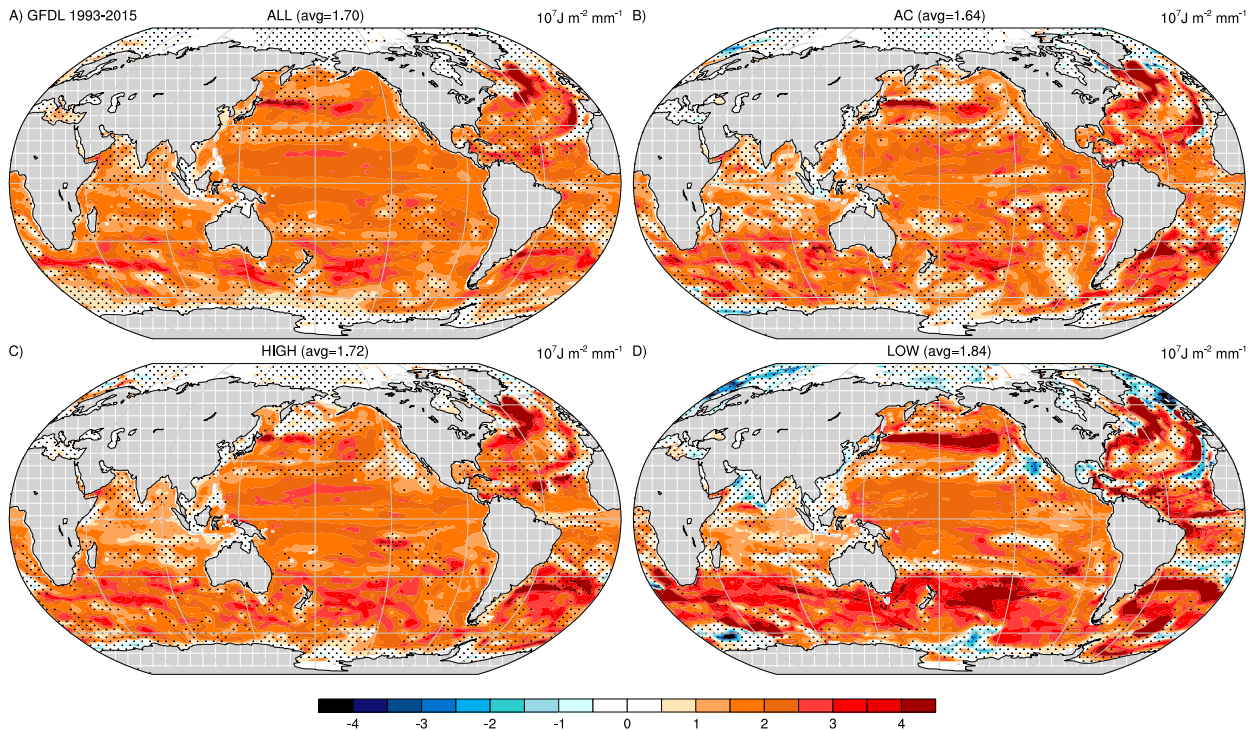 A) GFDL 1993-2015 ALL (avg=1.70) 10⁷J m⁻² mm⁻¹
B) AC (avg=1.64) 10⁷J m⁻² mm⁻¹
C) HIGH (avg=1.72) 10⁷J m⁻² mm⁻¹
D) LOW (avg=1.84) 10⁷J m⁻² mm⁻¹
-4 -3 -2 -1 0 1 2 3 4